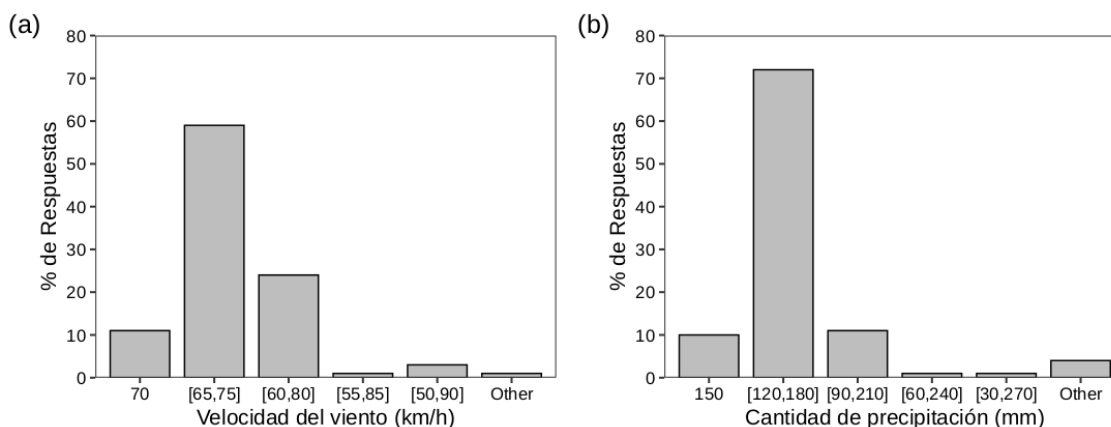 (a)
% de Respuestas
80
70
60
50
40
30
20
10
0
70 [65,75] [60,80] [55,85] [50,90] Other
Velocidad del viento (km/h)
(b)
% de Respuestas
80
70
60
50
40
30
20
10
0
150 [120,180] [90,210] [60,240] [30,270] Other
Cantidad de precipitación (mm)